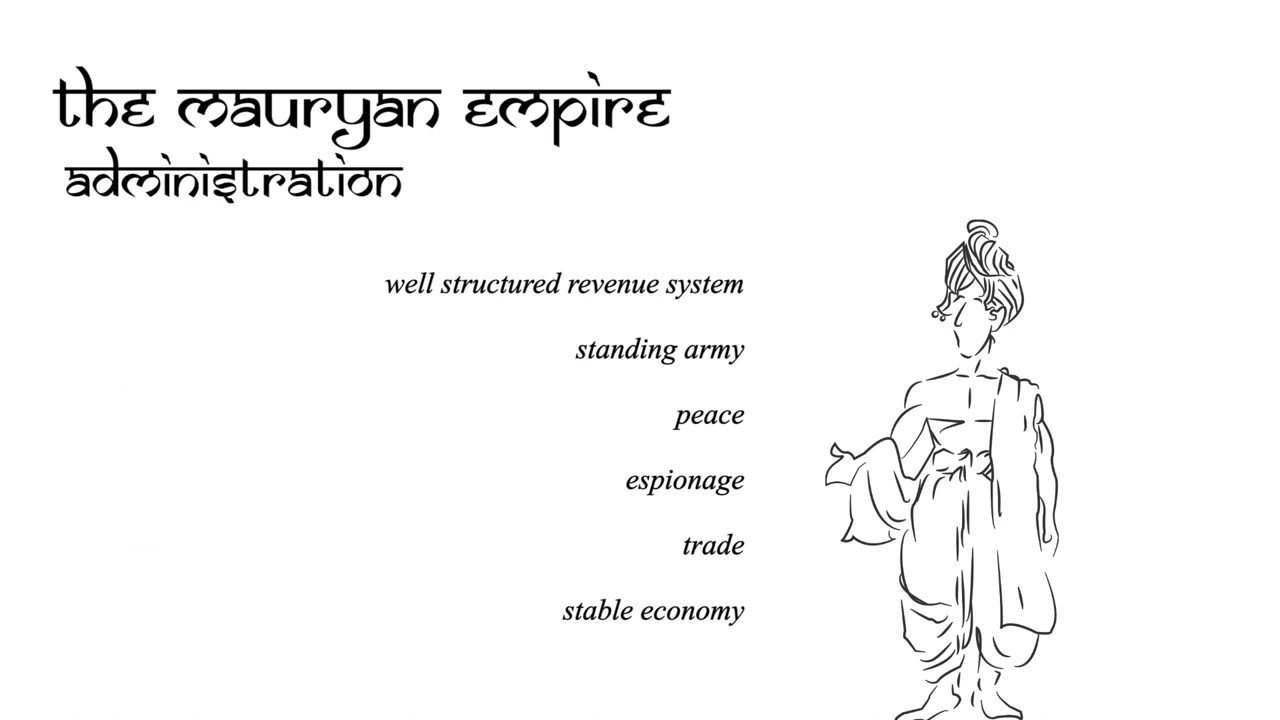 the mauryan empire
administration
well structured revenue system
standing army
peace
espionage
trade
stable economy